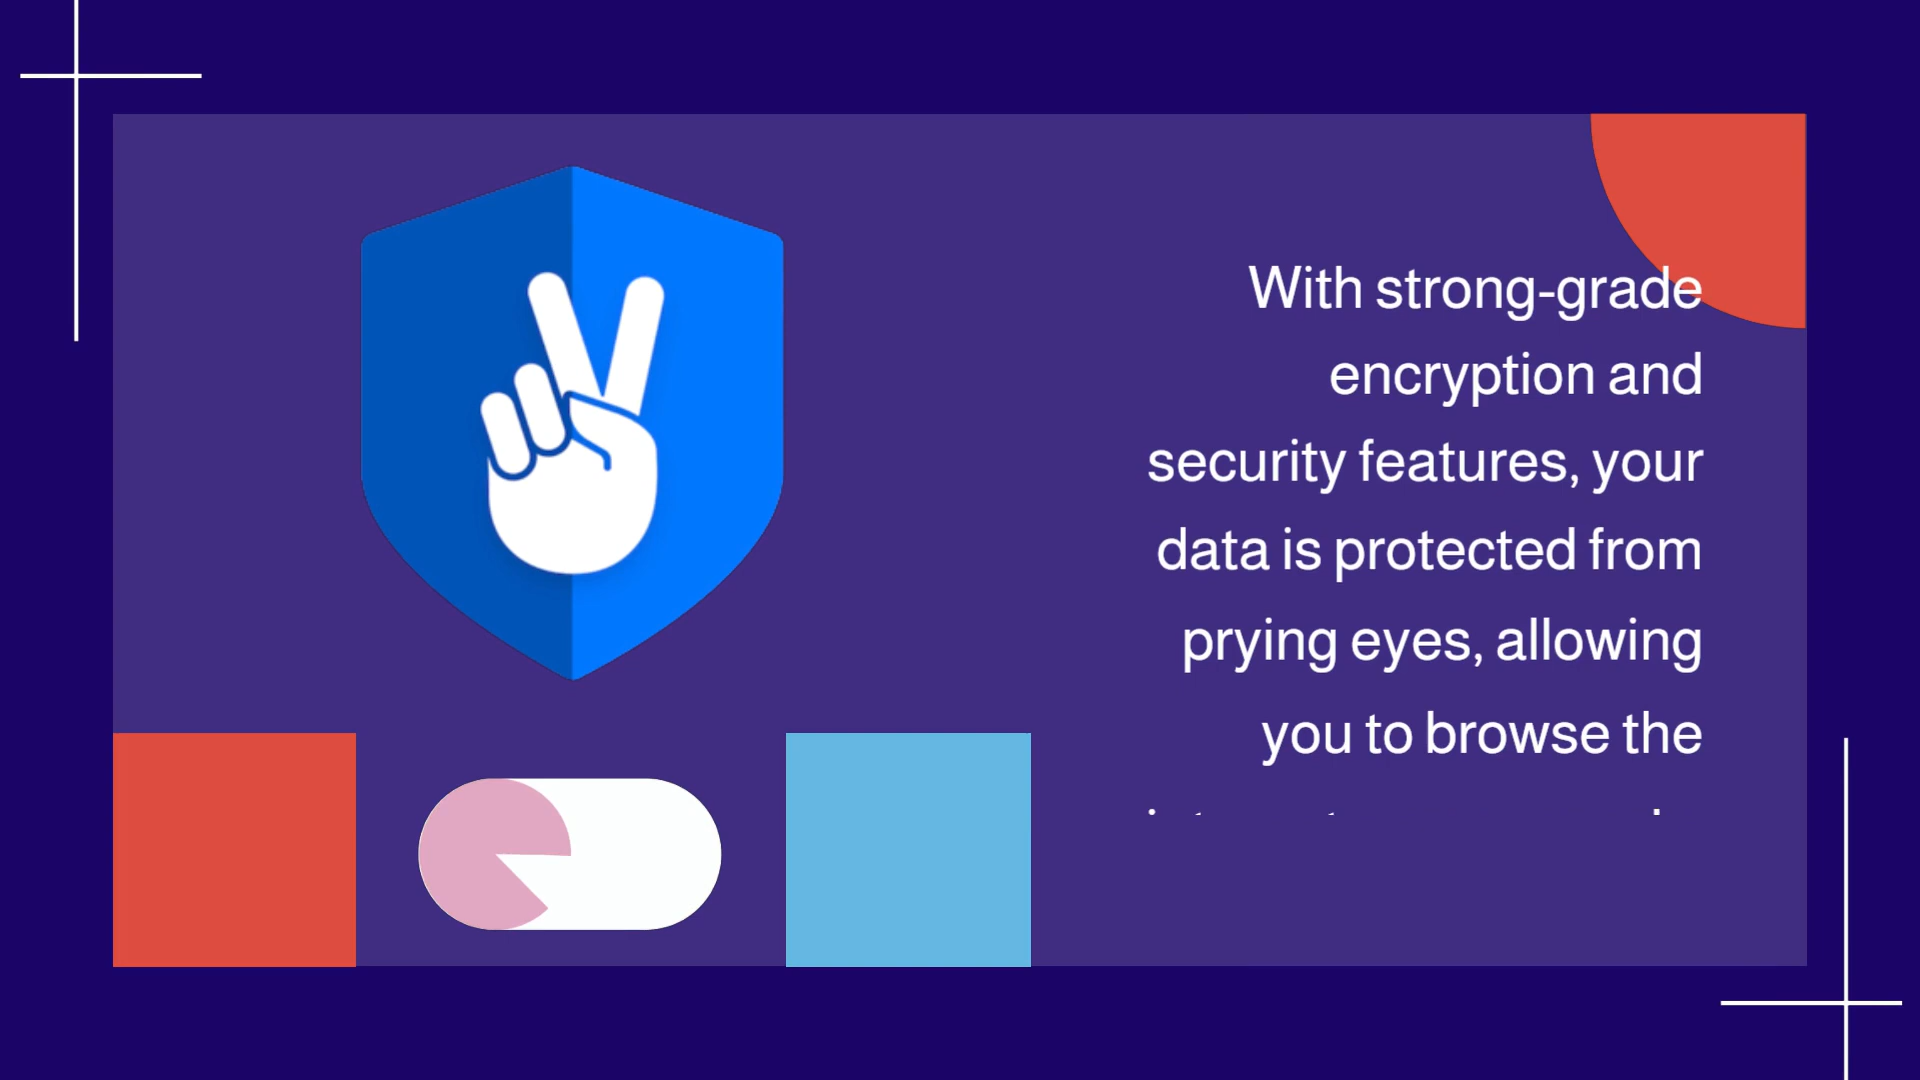 With strong-grade
encryption and
security features, your
data is protected from
prying eyes, allowing
you to browse the